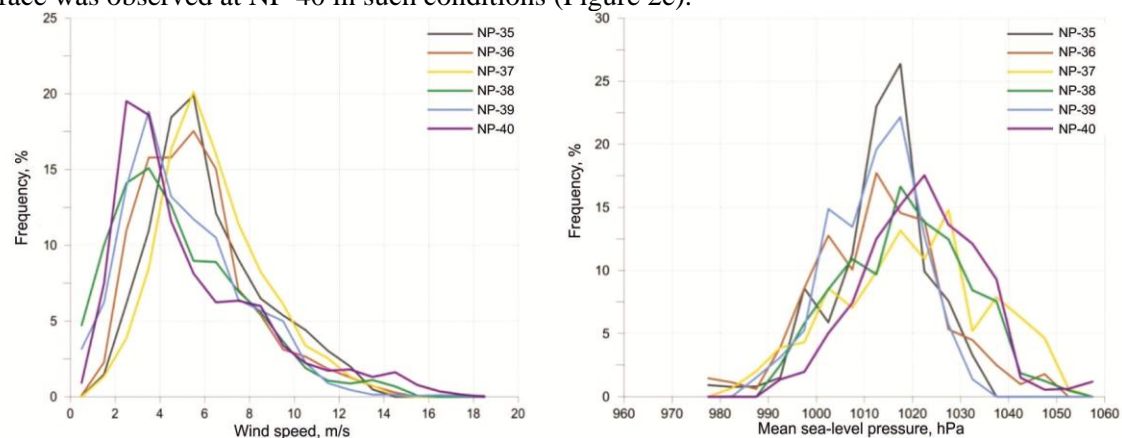 face was observed at NP-40 in such conditions (Figure 2c).
25
20
15
10
5
0
Frequency, %
0 2 4 6 8 10 12 14 16 18 20
Wind speed, m/s
NP-35
NP-36
NP-37
NP-38
NP-39
NP-40
30
25
20
15
10
5
0
Frequency, %
960 970 980 990 1000 1010 1020 1030 1040 1050 1060
Mean sea-level pressure, hPa
NP-35
NP-36
NP-37
NP-38
NP-39
NP-40